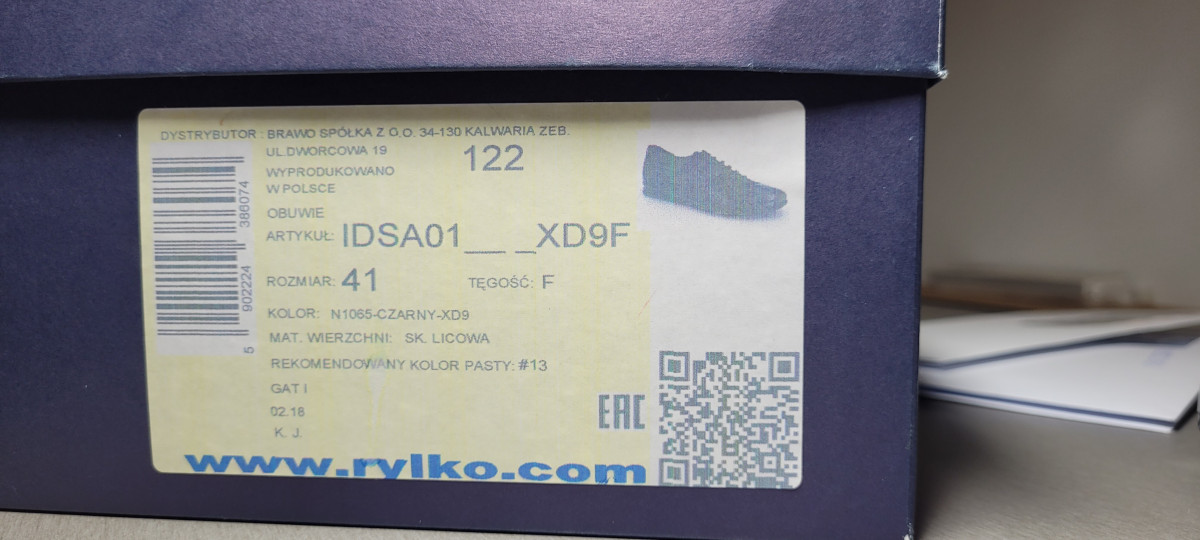 DYSTRYBUTOR : BRAWO SPÓŁKA Z O.O. 34-130 KALWARIA ZEB.
UL.DWORCOWA 19
122
WYPRODUKOWANO
W POLSCE
OBUWIE
ARTYKUŁ: IDSA01__ _XD9F
ROZMIAR: 41 TĘGOŚĆ: F
KOLOR: N1065-CZARNY-XD9
MAT. WIERZCHNI: SK. LICOWA
REKOMENDOWANY KOLOR PASTY: #13
GAT I
02.18
K. J.
EAC
www.rylko.com
5 902224 386074